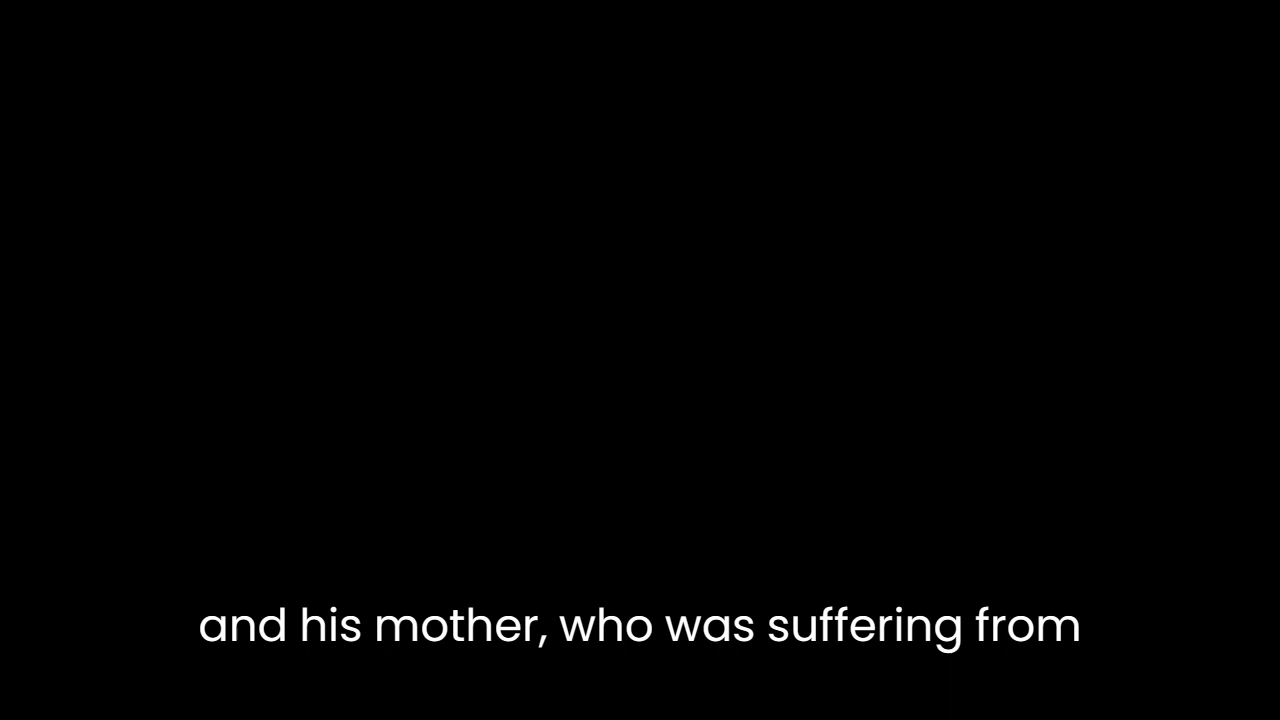 and his mother, who was suffering from